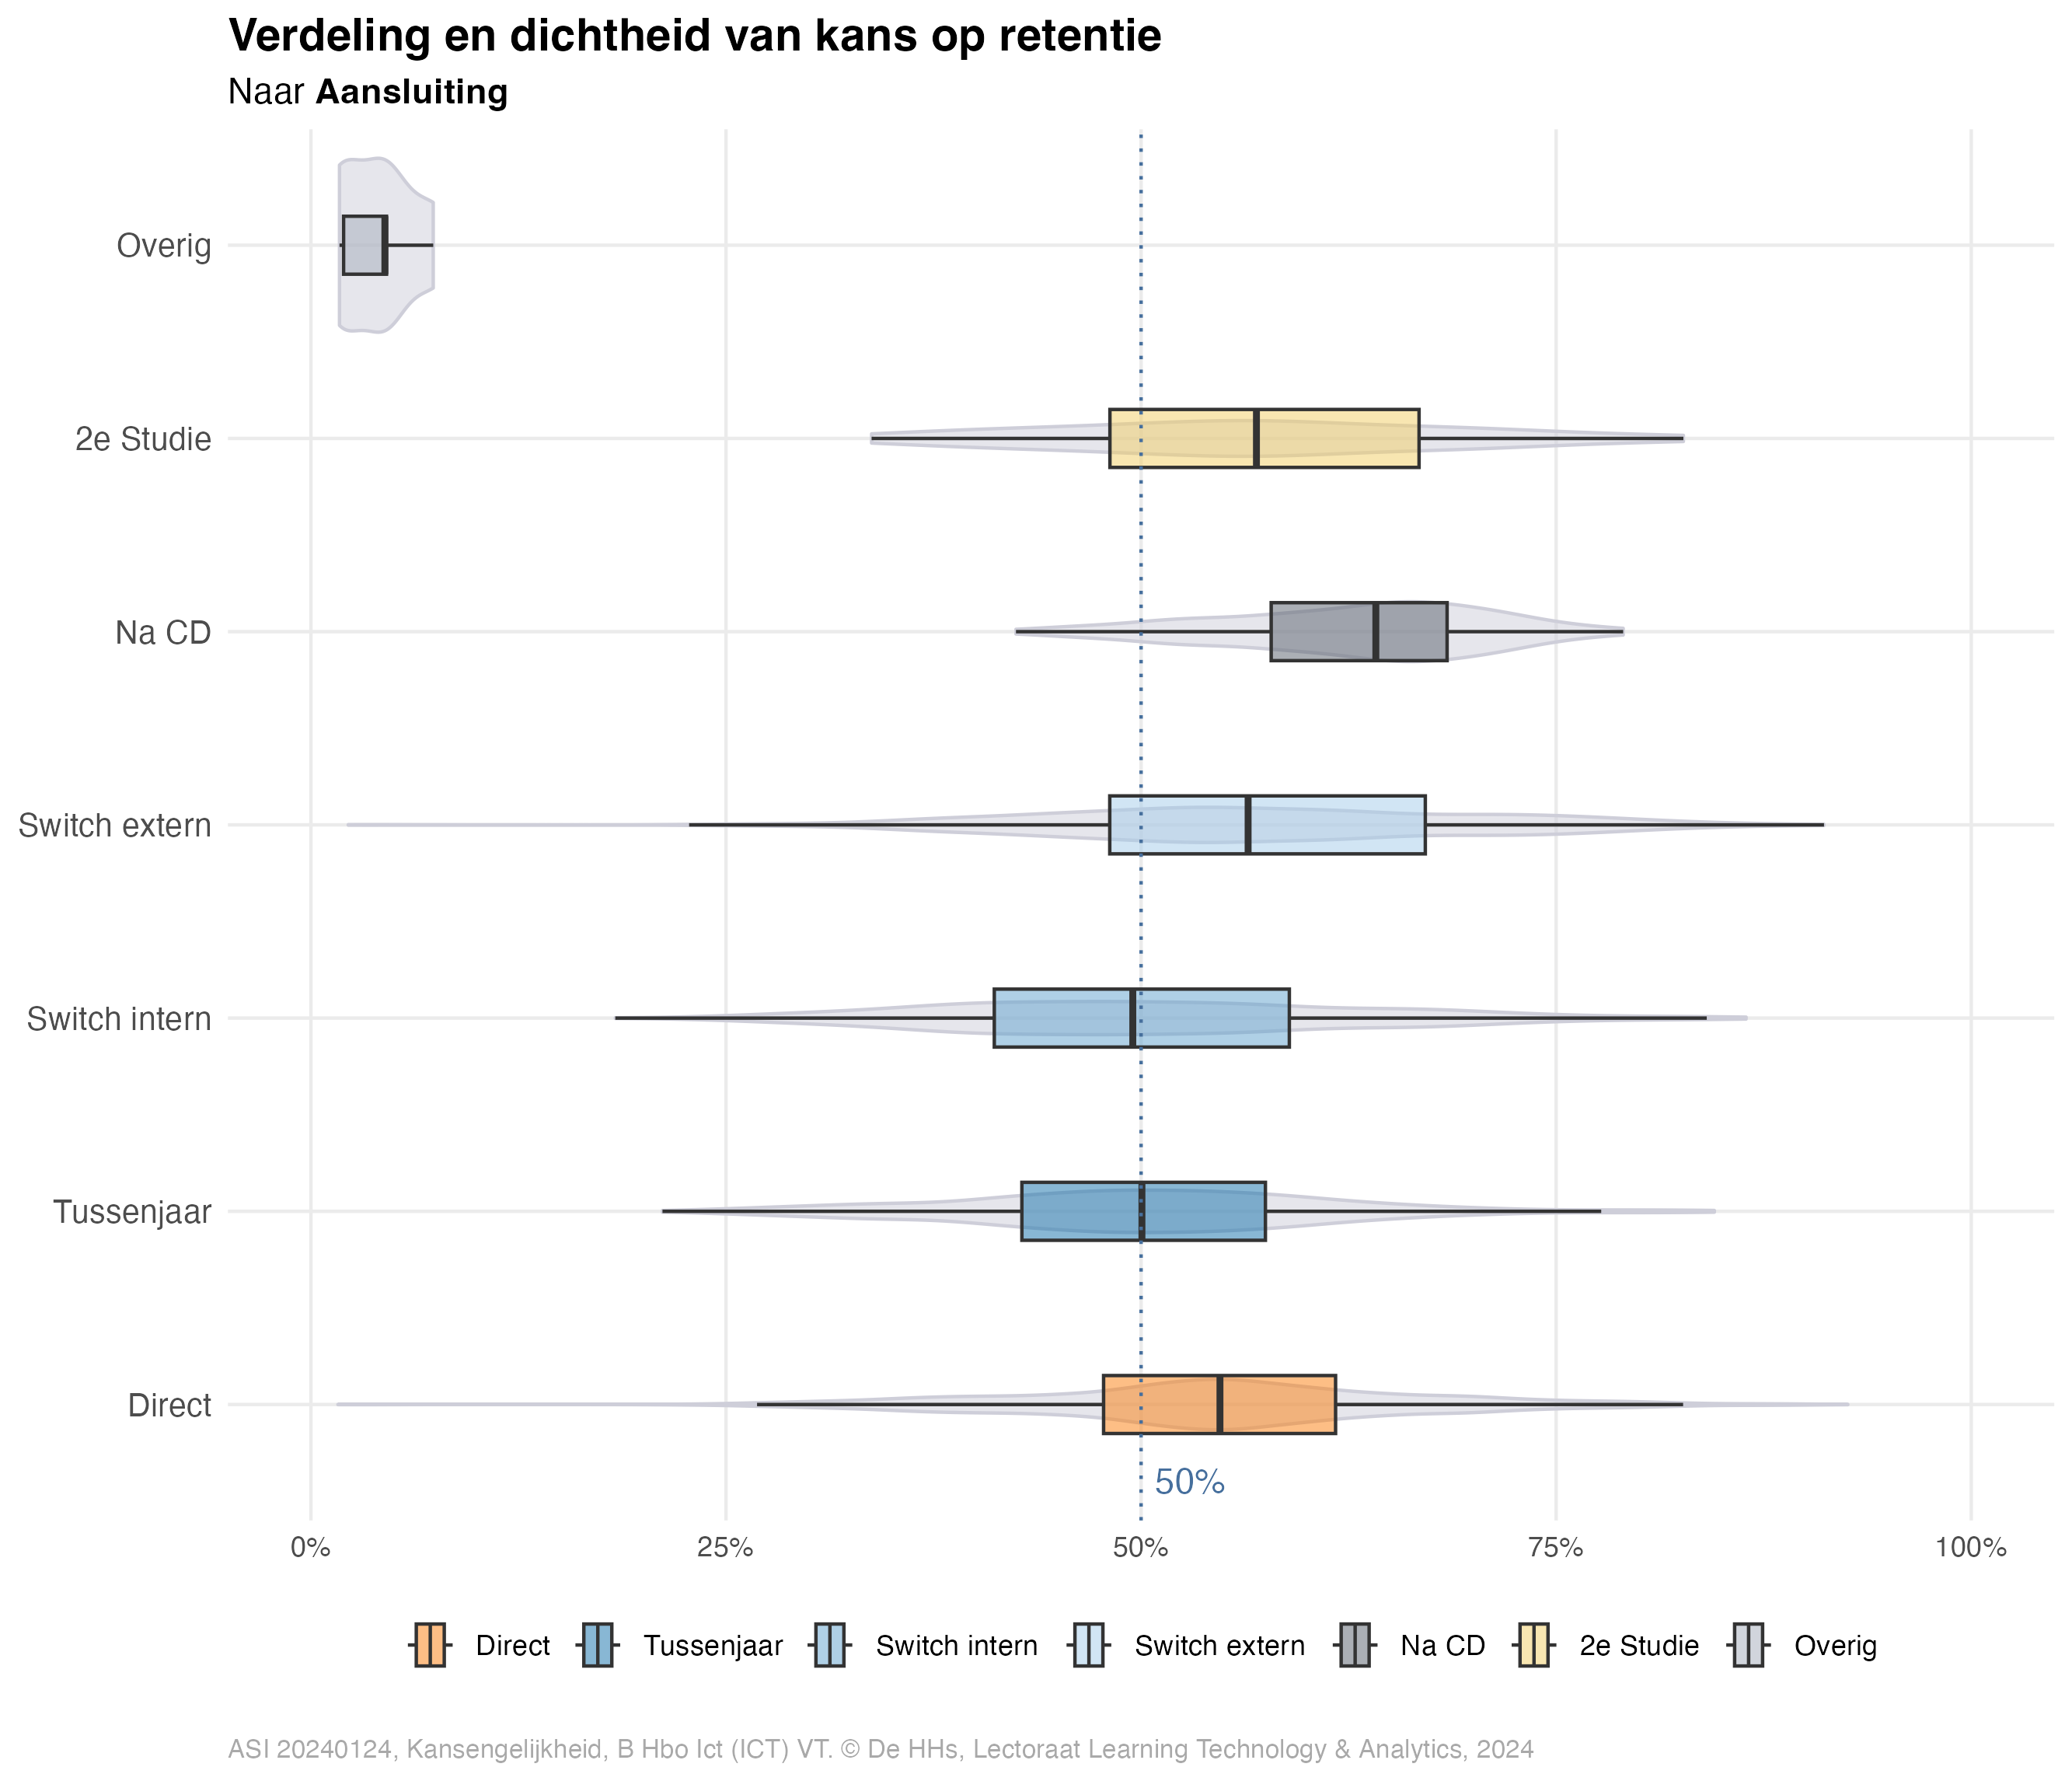 Verdeling en dichtheid van kans op retentie
Naar Aansluiting
Overig
2e Studie
Na CD
Switch extern
Switch intern
Tussenjaar
Direct
50%
0% 25% 50% 75% 100%
Direct Tussenjaar Switch intern Switch extern Na CD 2e Studie Overig
ASI 20240124, Kansengelijkheid, B Hbo Ict (ICT) VT. © De HHs, Lectoraat Learning Technology & Analytics, 2024